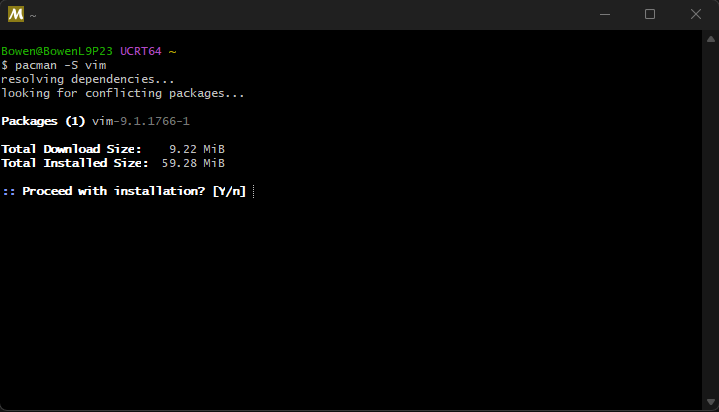 M ~
Bowen@BowenL9P23 UCRT64 ~
$ pacman -S vim
resolving dependencies...
looking for conflicting packages...
Packages (1) vim-9.1.1766-1
Total Download Size:    9.22 MiB
Total Installed Size:  59.28 MiB
:: Proceed with installation? [Y/n]